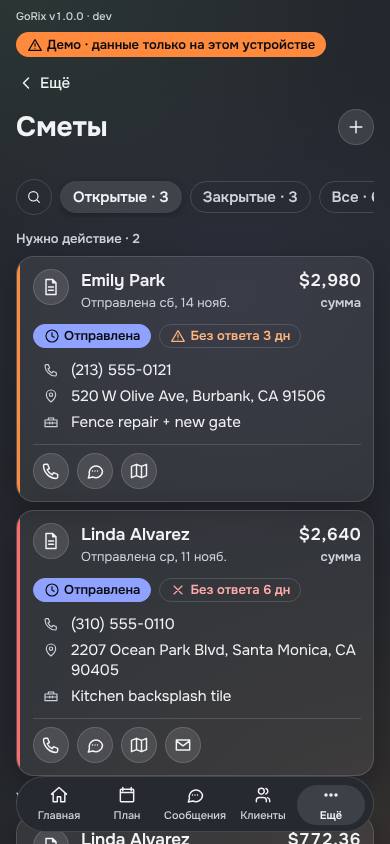 GoRix v1.0.0 · dev
Демо · данные только на этом устройстве
Ещё
Сметы
Открытые · 3
Закрытые · 3
Все ·
Нужно действие · 2
Emily Park
$2,980
Отправлена сб, 14 нояб.
сумма
Отправлена
Без ответа 3 дн
(213) 555-0121
520 W Olive Ave, Burbank, CA 91506
Fence repair + new gate
Linda Alvarez
$2,640
Отправлена ср, 11 нояб.
сумма
Отправлена
Без ответа 6 дн
(310) 555-0110
2207 Ocean Park Blvd, Santa Monica, CA
90405
Kitchen backsplash tile
Главная
План
Сообщения
Клиенты
Ещё
Linda Alvarez
$772.36